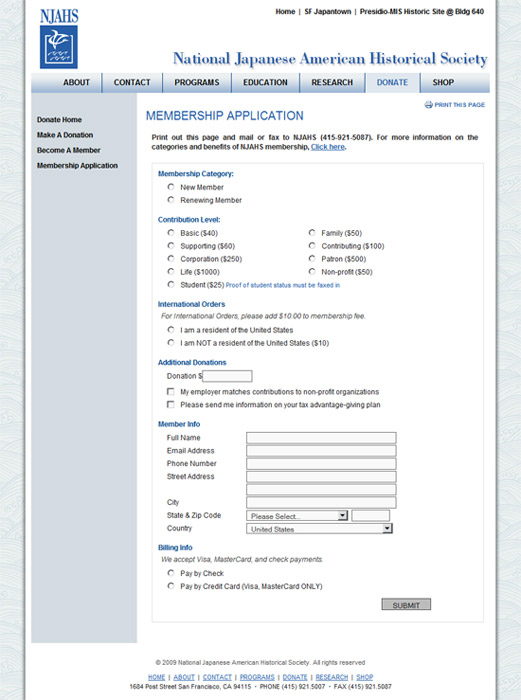 NJAHS
Home | SF Japantown | Presidio-MIS Historic Site @ Bldg 640
National Japanese American Historical Society
ABOUT CONTACT PROGRAMS EDUCATION RESEARCH DONATE SHOP
PRINT THIS PAGE
Donate Home
Make A Donation
Become A Member
Membership Application
MEMBERSHIP APPLICATION
Print out this page and mail or fax to NJAHS (415-921-5087). For more information on the
categories and benefits of NJAHS membership, Click here.
Membership Category:
New Member
Renewing Member
Contribution Level:
Basic ($40) Family ($50)
Supporting ($60) Contributing ($100)
Corporation ($250) Patron ($500)
Life ($1000) Non-profit ($50)
Student ($25) Proof of student status must be faxed in
International Orders
For International Orders, please add $10.00 to membership fee.
I am a resident of the United States
I am NOT a resident of the United States ($10)
Additional Donations
Donation $
My employer matches contributions to non-profit organizations
Please send me information on your tax advantage-giving plan
Member Info
Full Name
Email Address
Phone Number
Street Address
City
State & Zip Code Please Select...
Country United States
Billing Info
We accept Visa, MasterCard, and check payments.
Pay by Check
Pay by Credit Card (Visa, MasterCard ONLY)
SUBMIT
© 2009 National Japanese American Historical Society. All rights reserved
HOME | ABOUT | CONTACT | PROGRAMS | DONATE | RESEARCH | SHOP
1684 Post Street San Francisco, CA 94115 - PHONE (415) 921.5007 - FAX (415) 921.5087